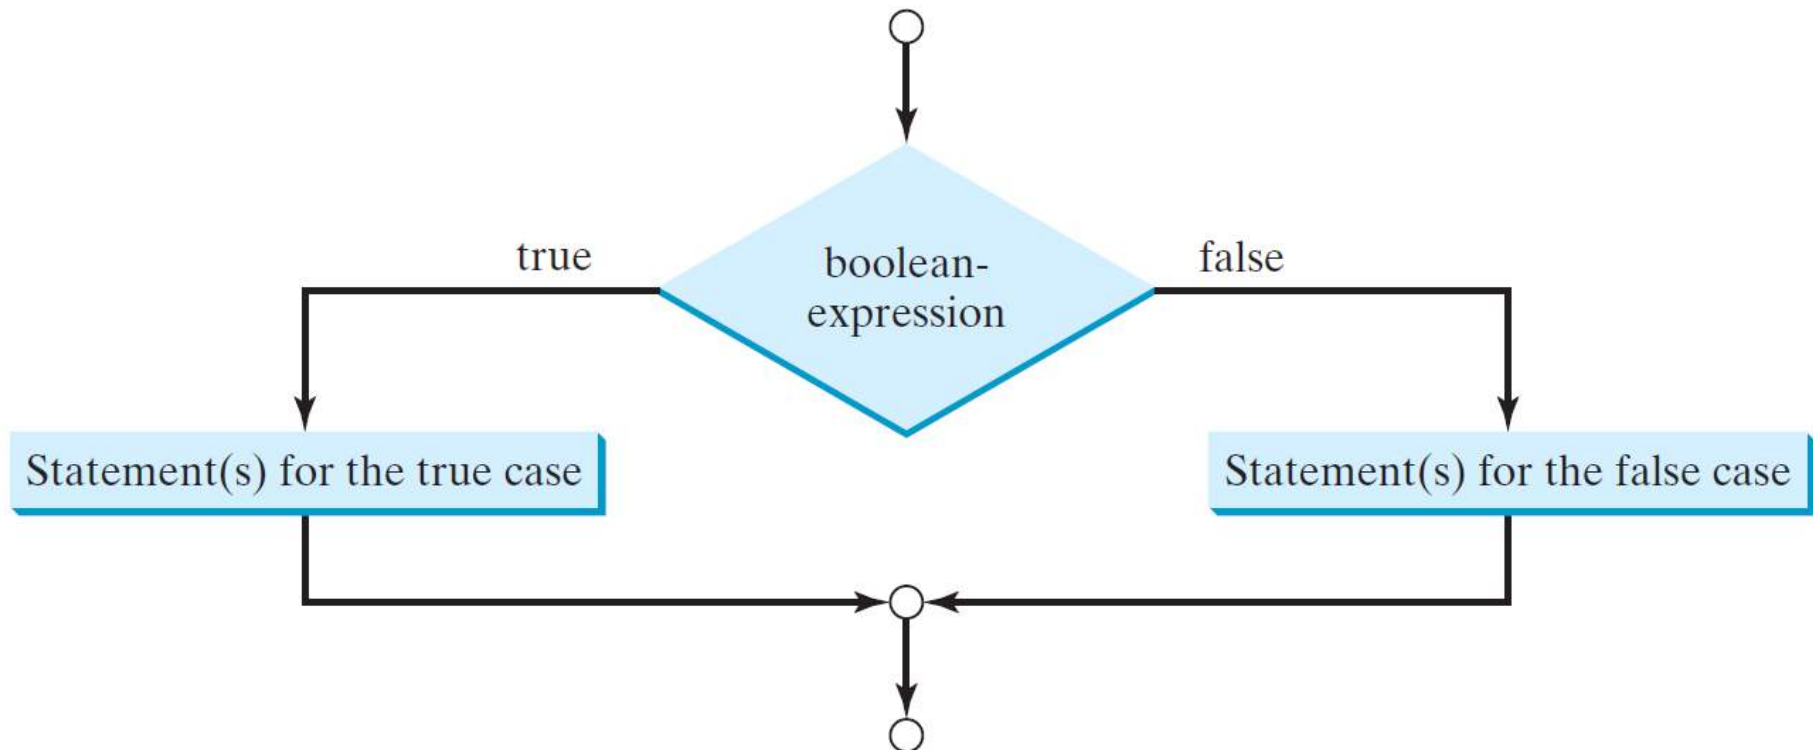 true
boolean-
expression
false
Statement(s) for the true case
Statement(s) for the false case